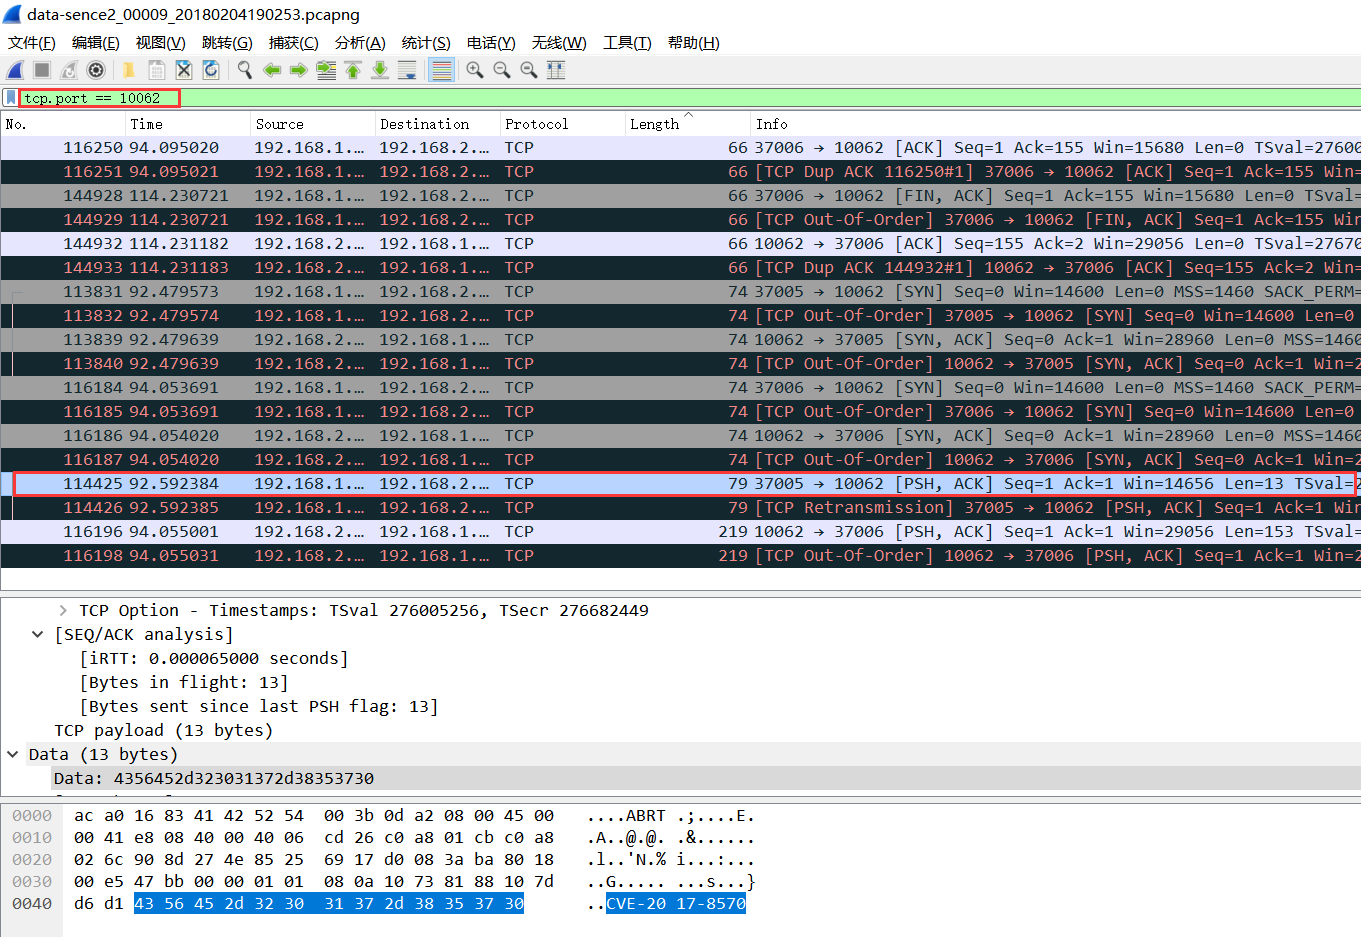 data-sence2_00009_20180204190253.pcapng
文件(F) 编辑(E) 视图(V) 跳转(G) 捕获(C) 分析(A) 统计(S) 电话(Y) 无线(W) 工具(T) 帮助(H)
tcp.port == 10062
No. Time Source Destination Protocol Length Info
116250 94.095020 192.168.1.… 192.168.2.… TCP 66 37006 → 10062 [ACK] Seq=1 Ack=155 Win=15680 Len=0 TSval=27600
116251 94.095021 192.168.1.… 192.168.2.… TCP 66 [TCP Dup ACK 116250#1] 37006 → 10062 [ACK] Seq=1 Ack=155 Win=
144928 114.230721 192.168.1.… 192.168.2.… TCP 66 37006 → 10062 [FIN, ACK] Seq=1 Ack=155 Win=15680 Len=0 TSval=
144929 114.230721 192.168.1.… 192.168.2.… TCP 66 [TCP Out-Of-Order] 37006 → 10062 [FIN, ACK] Seq=1 Ack=155 Win
144932 114.231182 192.168.2.… 192.168.1.… TCP 66 10062 → 37006 [ACK] Seq=155 Ack=2 Win=29056 Len=0 TSval=27670
144933 114.231183 192.168.2.… 192.168.1.… TCP 66 [TCP Dup ACK 144932#1] 10062 → 37006 [ACK] Seq=155 Ack=2 Win=
113831 92.479573 192.168.1.… 192.168.2.… TCP 74 37005 → 10062 [SYN] Seq=0 Win=14600 Len=0 MSS=1460 SACK_PERM=
113832 92.479574 192.168.1.… 192.168.2.… TCP 74 [TCP Out-Of-Order] 37005 → 10062 [SYN] Seq=0 Win=14600 Len=0
113839 92.479639 192.168.2.… 192.168.1.… TCP 74 10062 → 37005 [SYN, ACK] Seq=0 Ack=1 Win=28960 Len=0 MSS=1460
113840 92.479639 192.168.2.… 192.168.1.… TCP 74 [TCP Out-Of-Order] 10062 → 37005 [SYN, ACK] Seq=0 Ack=1 Win=2
116184 94.053691 192.168.1.… 192.168.2.… TCP 74 37006 → 10062 [SYN] Seq=0 Win=14600 Len=0 MSS=1460 SACK_PERM=
116185 94.053691 192.168.1.… 192.168.2.… TCP 74 [TCP Out-Of-Order] 37006 → 10062 [SYN] Seq=0 Win=14600 Len=0
116186 94.054020 192.168.2.… 192.168.1.… TCP 74 10062 → 37006 [SYN, ACK] Seq=0 Ack=1 Win=28960 Len=0 MSS=1460
116187 94.054020 192.168.2.… 192.168.1.… TCP 74 [TCP Out-Of-Order] 10062 → 37006 [SYN, ACK] Seq=0 Ack=1 Win=2
114425 92.592384 192.168.1.… 192.168.2.… TCP 79 37005 → 10062 [PSH, ACK] Seq=1 Ack=1 Win=14656 Len=13 TSval=2
114426 92.592385 192.168.1.… 192.168.2.… TCP 79 [TCP Retransmission] 37005 → 10062 [PSH, ACK] Seq=1 Ack=1 Win
116196 94.055001 192.168.2.… 192.168.1.… TCP 219 10062 → 37006 [PSH, ACK] Seq=1 Ack=1 Win=29056 Len=153 TSval=
116198 94.055031 192.168.2.… 192.168.1.… TCP 219 [TCP Out-Of-Order] 10062 → 37006 [PSH, ACK] Seq=1 Ack=1 Win=2
TCP Option - Timestamps: TSval 276005256, TSecr 276682449
[SEQ/ACK analysis]
[iRTT: 0.000065000 seconds]
[Bytes in flight: 13]
[Bytes sent since last PSH flag: 13]
TCP payload (13 bytes)
Data (13 bytes)
Data: 4356452d323031372d38353730
0000 ac a0 16 83 41 42 52 54 00 3b 0d a2 08 00 45 00 ....ABRT .;....E.
0010 00 41 e8 08 40 00 40 06 cd 26 c0 a8 01 cb c0 a8 .A..@.@. .&......
0020 02 6c 90 8d 27 4e 85 25 69 17 d0 08 3a ba 80 18 .l..'N.% i...:...
0030 00 e5 47 bb 00 00 01 01 08 0a 10 73 81 88 10 7d ..G..... ...s...}
0040 d6 d1 43 56 45 2d 32 30 31 37 2d 38 35 37 30 ..CVE-20 17-8570